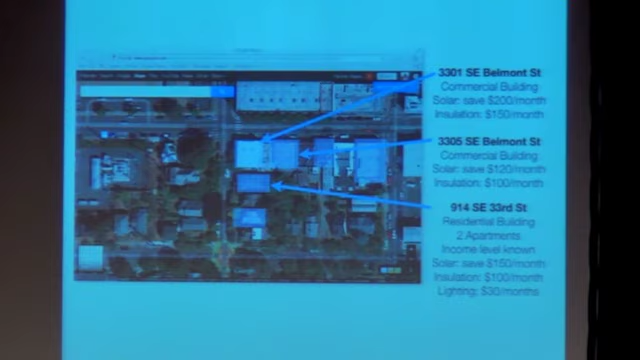 3301 SE Belmont St
Commercial Building
Solar: save $200/month
Insulation: $150/month
3305 SE Belmont St
Commercial Building
Solar: save $120/month
Insulation: $100/month
914 SE 33rd St
Residential Building
2 Apartments
Income level known
Solar: save $150/month
Insulation: $100/month
Lighting: $30/months